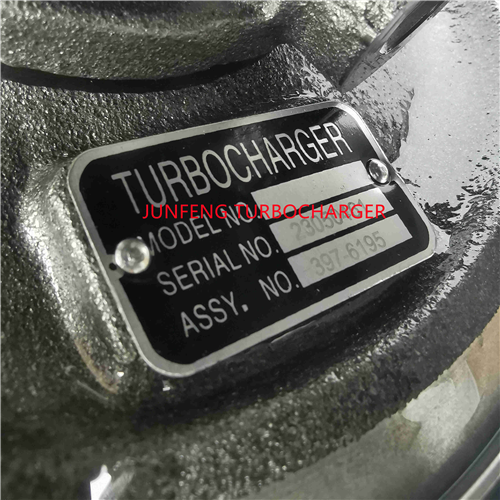 TURBOCHARGER
JUNFENG TURBOCHARGER
MODEL NO.
SERIAL NO.
ASSY. NO. 397-6195